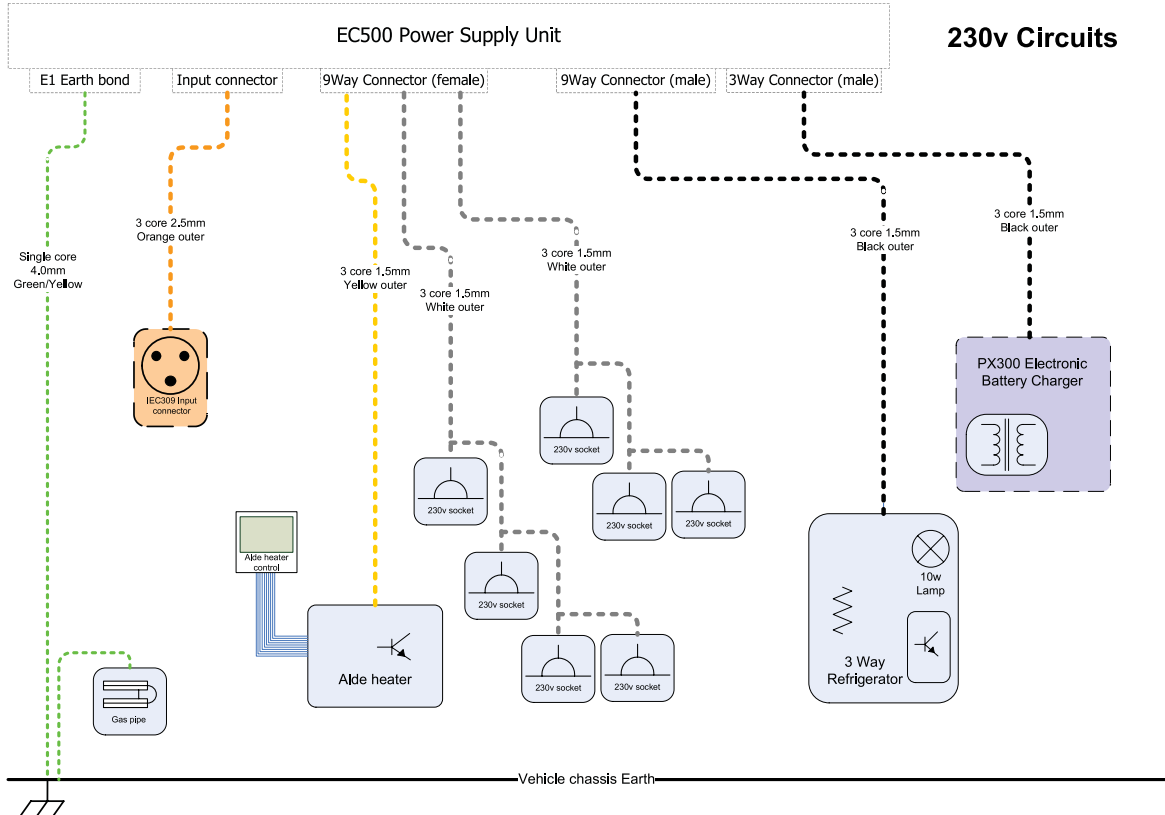 EC500 Power Supply Unit
230v Circuits
E1 Earth bond
Input connector
9Way Connector (female)
9Way Connector (male)
3Way Connector (male)
3 core 2.5mm
Orange outer
Single core
4.0mm
Green/Yellow
3 core 1.5mm
Yellow outer
3 core 1.5mm
White outer
3 core 1.5mm
White outer
3 core 1.5mm
Black outer
3 core 1.5mm
Black outer
IEC309 Input
connector
PX300 Electronic
Battery Charger
230v socket
230v socket
230v socket
230v socket
230v socket
230v socket
230v socket
Alde heater
control
Alde heater
10w
Lamp
3 Way
Refrigerator
Gas pipe
Vehicle chassis Earth